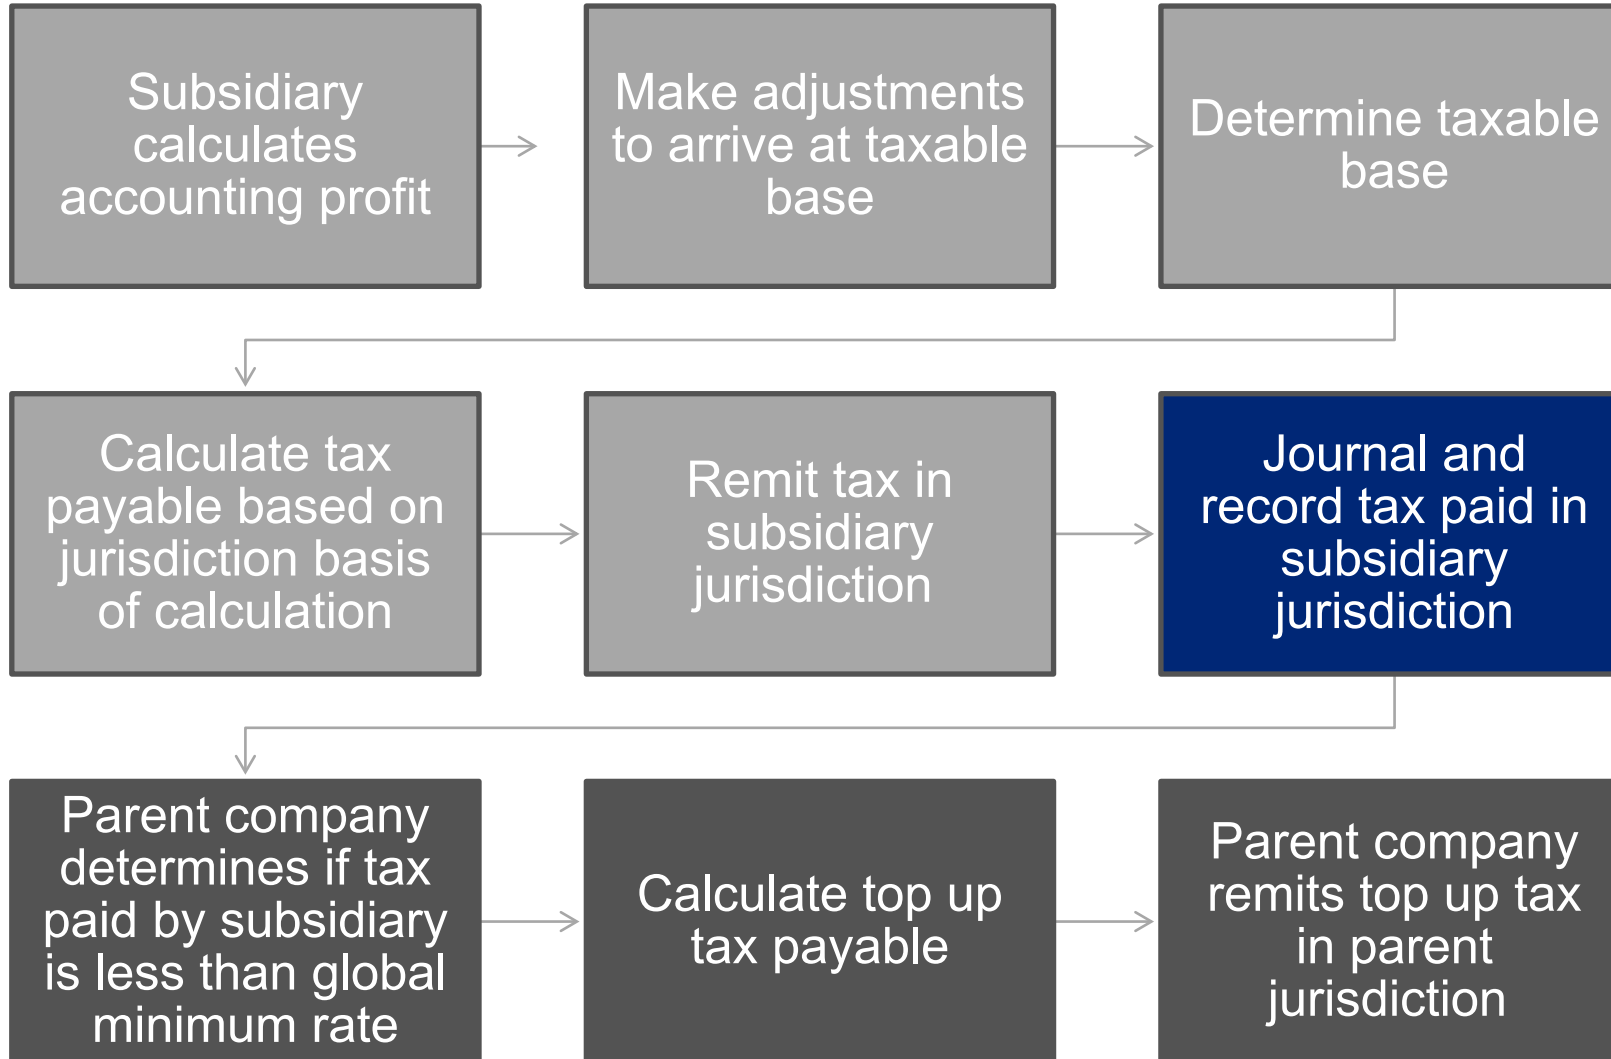 Subsidiary
calculates
accounting profit
Make adjustments
to arrive at taxable
base
Determine taxable
base
Calculate tax
payable based on
jurisdiction basis
of calculation
Remit tax in
subsidiary
jurisdiction
Journal and
record tax paid in
subsidiary
jurisdiction
Parent company
determines if tax
paid by subsidiary
is less than global
minimum rate
Calculate top up
tax payable
Parent company
remits top up tax
in parent
jurisdiction